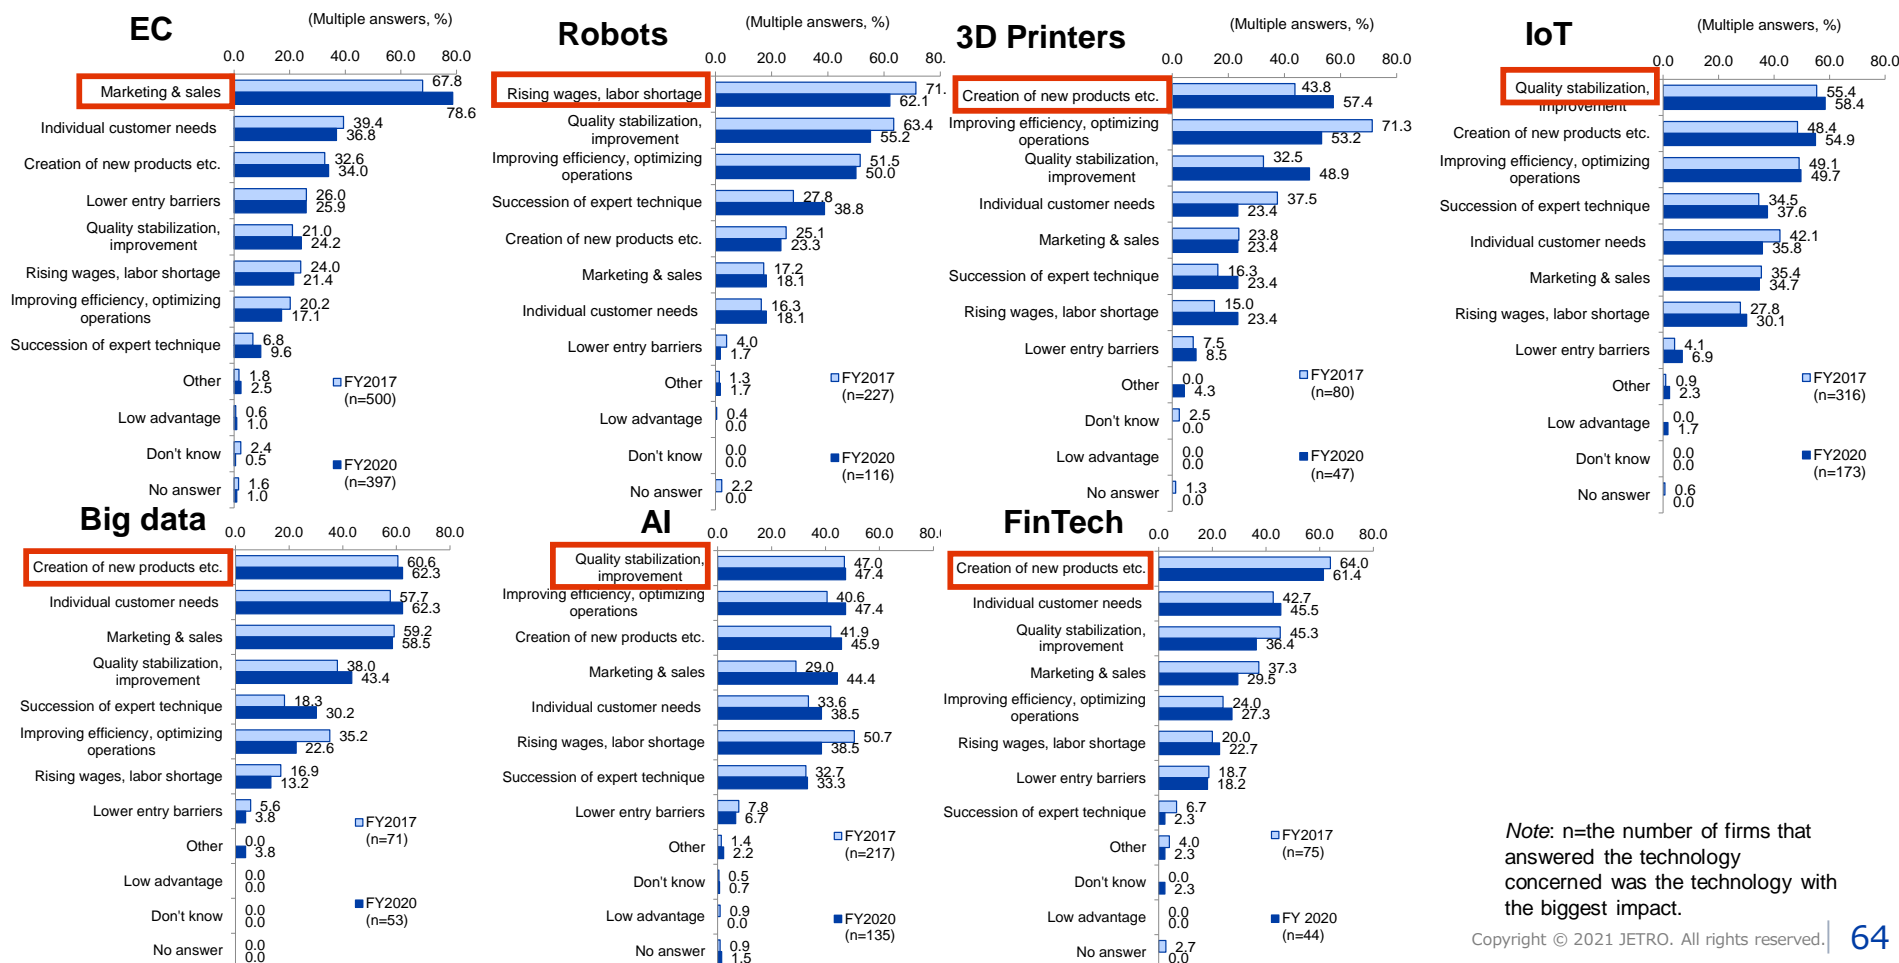 EC
(Multiple answers, %)
0.0 20.0 40.0 60.0 80.0
Marketing & sales
67.8
78.6
Individual customer needs
39.4
36.8
Creation of new products etc.
32.6
34.0
Lower entry barriers
26.0
25.9
Quality stabilization,
improvement
21.0
24.2
Rising wages, labor shortage
24.0
21.4
Improving efficiency, optimizing
operations
20.2
17.1
Succession of expert technique
6.8
9.6
Other
1.8
2.5
Low advantage
0.6
1.0
Don't know
2.4
0.5
No answer
1.6
1.0
FY2017
(n=500)
FY2020
(n=397)
Robots
(Multiple answers, %)
0.0 20.0 40.0 60.0 80.
Rising wages, labor shortage
71.
62.1
Quality stabilization,
improvement
63.4
55.2
Improving efficiency, optimizing
operations
51.5
50.0
Succession of expert technique
27.8
38.8
Creation of new products etc.
25.1
23.3
Marketing & sales
17.2
18.1
Individual customer needs
16.3
18.1
Lower entry barriers
4.0
1.7
Other
1.3
1.7
Low advantage
0.4
0.0
Don't know
0.0
0.0
No answer
2.2
0.0
FY2017
(n=227)
FY2020
(n=116)
3D Printers
(Multiple answers, %)
0.0 20.0 40.0 60.0 80.0
Creation of new products etc.
43.8
57.4
Improving efficiency, optimizing
operations
71.3
53.2
Quality stabilization,
improvement
32.5
48.9
Individual customer needs
37.5
23.4
Marketing & sales
23.8
23.4
Succession of expert technique
16.3
23.4
Rising wages, labor shortage
15.0
23.4
Lower entry barriers
7.5
8.5
Other
0.0
4.3
Don't know
2.5
0.0
Low advantage
0.0
0.0
No answer
1.3
0.0
FY2017
(n=80)
FY2020
(n=47)
IoT
(Multiple answers, %)
0.0 20.0 40.0 60.0 80.0
Quality stabilization,
improvement
55.4
58.4
Creation of new products etc.
48.4
54.9
Improving efficiency, optimizing
operations
49.1
49.7
Succession of expert technique
34.5
37.6
Individual customer needs
42.1
35.8
Marketing & sales
35.4
34.7
Rising wages, labor shortage
27.8
30.1
Lower entry barriers
4.1
6.9
Other
0.9
2.3
Low advantage
0.0
1.7
Don't know
0.0
0.0
No answer
0.6
0.0
FY2017
(n=316)
FY2020
(n=173)
Big data
0.0 20.0 40.0 60.0 80.0
Creation of new products etc.
60.6
62.3
Individual customer needs
57.7
62.3
Marketing & sales
59.2
58.5
Quality stabilization,
improvement
38.0
43.4
Succession of expert technique
18.3
30.2
Improving efficiency, optimizing
operations
35.2
22.6
Rising wages, labor shortage
16.9
13.2
Lower entry barriers
5.6
3.8
Other
0.0
3.8
Low advantage
0.0
0.0
Don't know
0.0
0.0
No answer
0.0
0.0
FY2017
(n=71)
FY2020
(n=53)
AI
0.0 20.0 40.0 60.0 80.
Quality stabilization,
improvement
47.0
47.4
Improving efficiency, optimizing
operations
40.6
47.4
Creation of new products etc.
41.9
45.9
Marketing & sales
29.0
44.4
Individual customer needs
33.6
38.5
Rising wages, labor shortage
50.7
38.5
Succession of expert technique
32.7
33.3
Lower entry barriers
7.8
6.7
Other
1.4
2.2
Don't know
0.5
0.7
Low advantage
0.9
0.0
No answer
0.9
1.5
FY2017
(n=217)
FY2020
(n=135)
FinTech
0.0 20.0 40.0 60.0 80.0
Creation of new products etc.
64.0
61.4
Individual customer needs
42.7
45.5
Quality stabilization,
improvement
45.3
36.4
Marketing & sales
37.3
29.5
Improving efficiency, optimizing
operations
24.0
27.3
Rising wages, labor shortage
20.0
22.7
Lower entry barriers
18.7
18.2
Succession of expert technique
6.7
2.3
Other
4.0
2.3
Don't know
0.0
2.3
Low advantage
0.0
0.0
No answer
2.7
0.0
FY2017
(n=75)
FY 2020
(n=44)
Note: n=the number of firms that
answered the technology
concerned was the technology with
the biggest impact.
Copyright © 2021 JETRO. All rights reserved.
64